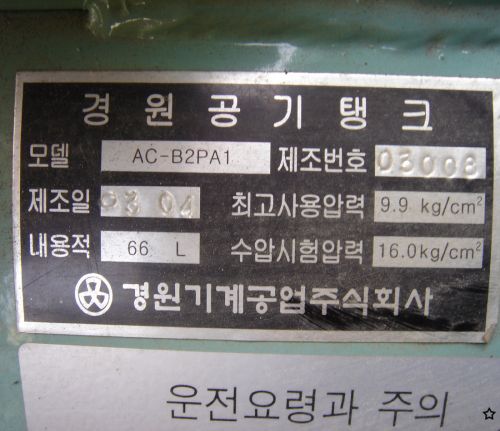 경원공기탱크
모델 AC-B2PA1 제조번호 03008
제조일 03 04 최고사용압력 9.9 kg/cm²
내용적 66 L 수압시험압력 16.0kg/cm²
경원기계공업주식회사
운전요령과 주의